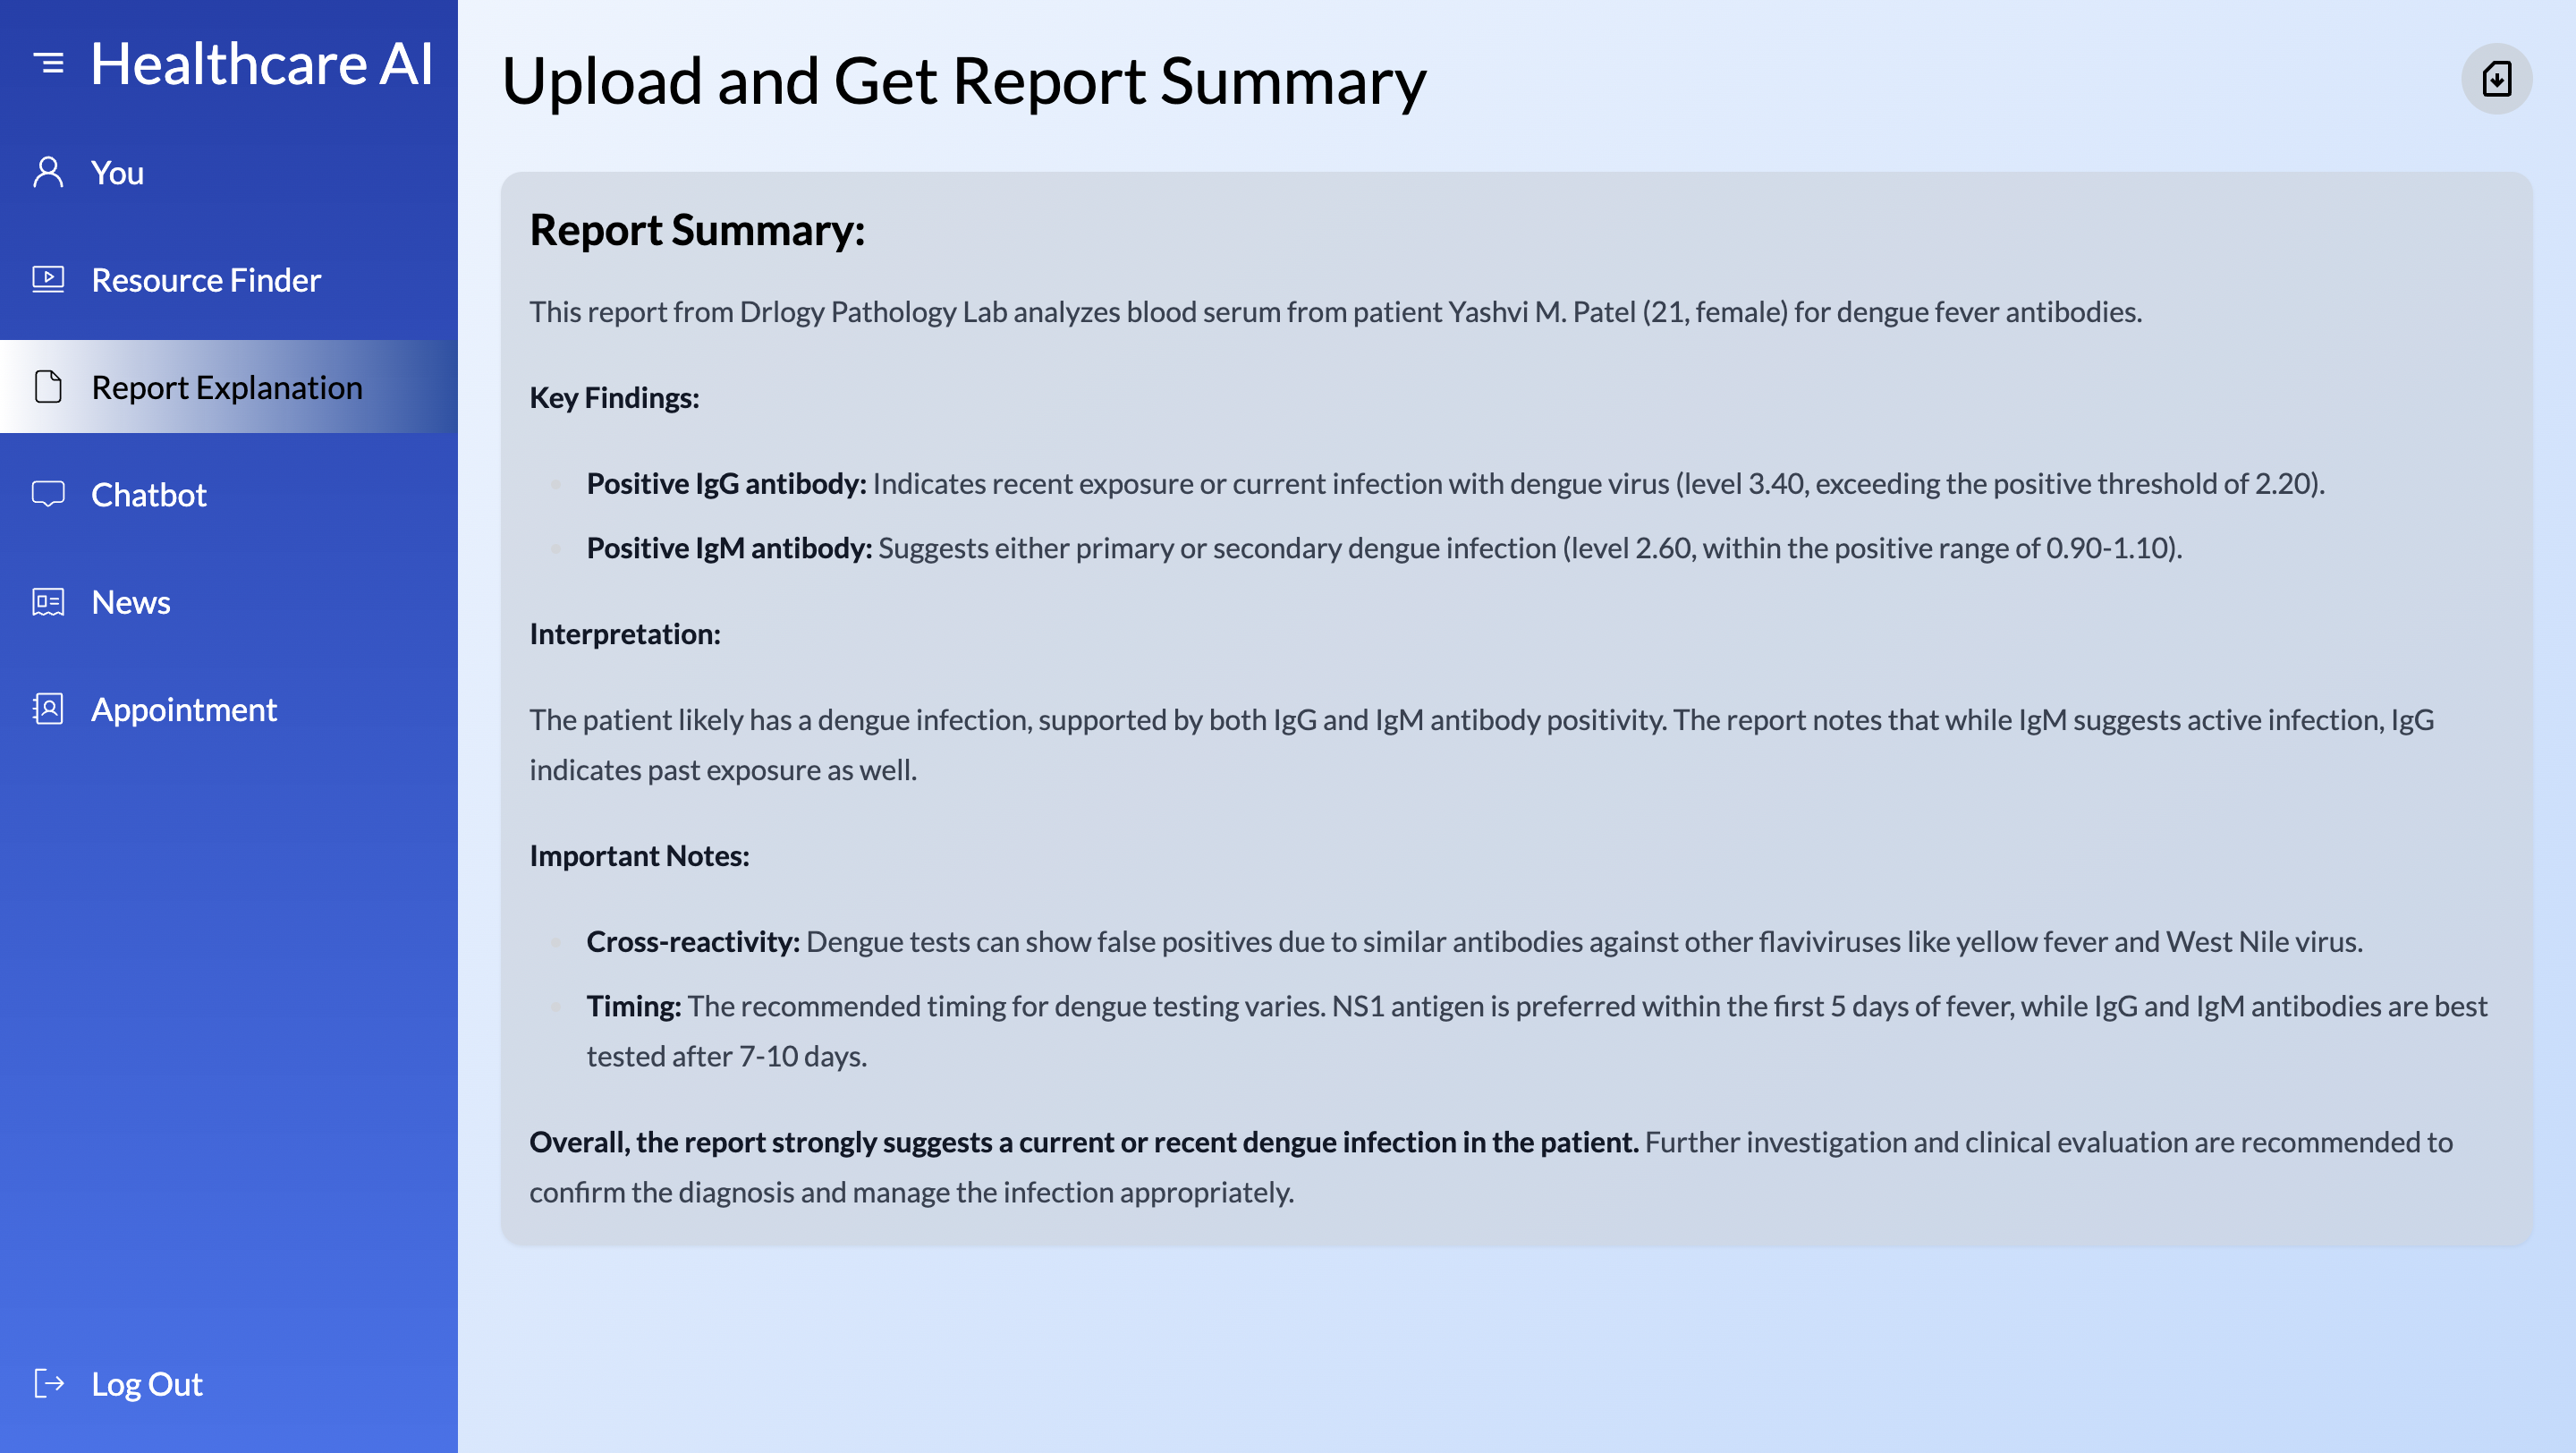 Healthcare AI
You
Resource Finder
Report Explanation
Chatbot
News
Appointment
Log Out
Upload and Get Report Summary
Report Summary:
This report from Drlogy Pathology Lab analyzes blood serum from patient Yashvi M. Patel (21, female) for dengue fever antibodies.
Key Findings:
Positive IgG antibody: Indicates recent exposure or current infection with dengue virus (level 3.40, exceeding the positive threshold of 2.20).
Positive IgM antibody: Suggests either primary or secondary dengue infection (level 2.60, within the positive range of 0.90-1.10).
Interpretation:
The patient likely has a dengue infection, supported by both IgG and IgM antibody positivity. The report notes that while IgM suggests active infection, IgG
indicates past exposure as well.
Important Notes:
Cross-reactivity: Dengue tests can show false positives due to similar antibodies against other flaviviruses like yellow fever and West Nile virus.
Timing: The recommended timing for dengue testing varies. NS1 antigen is preferred within the first 5 days of fever, while IgG and IgM antibodies are best
tested after 7-10 days.
Overall, the report strongly suggests a current or recent dengue infection in the patient. Further investigation and clinical evaluation are recommended to
confirm the diagnosis and manage the infection appropriately.